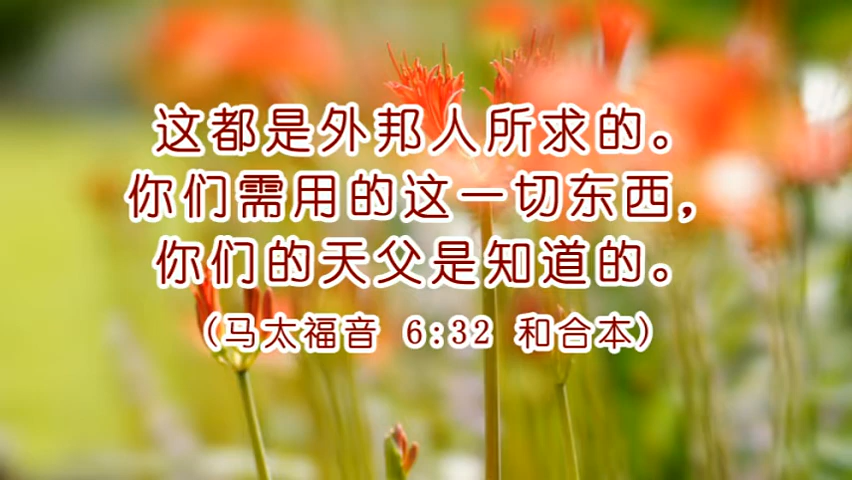 这都是外邦人所求的。
你们需用的这一切东西，
你们的天父是知道的。
（马太福音 6:32 和合本）